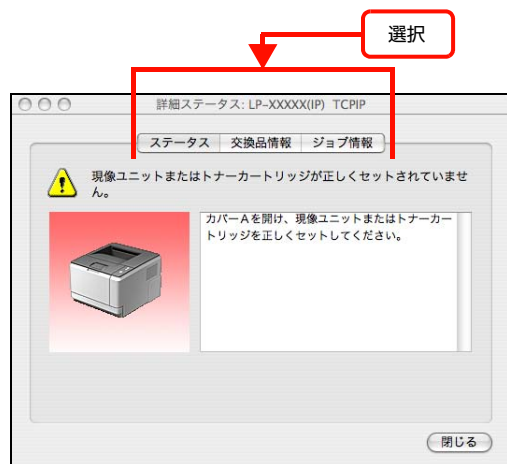 選択
詳細ステータス: LP-XXXXX(IP) TCPIP
ステータス 交換品情報 ジョブ情報
現像ユニットまたはトナーカートリッジが正しくセットされていませ
ん。
カバーAを開け、現像ユニットまたはトナーカー
トリッジを正しくセットしてください。
閉じる